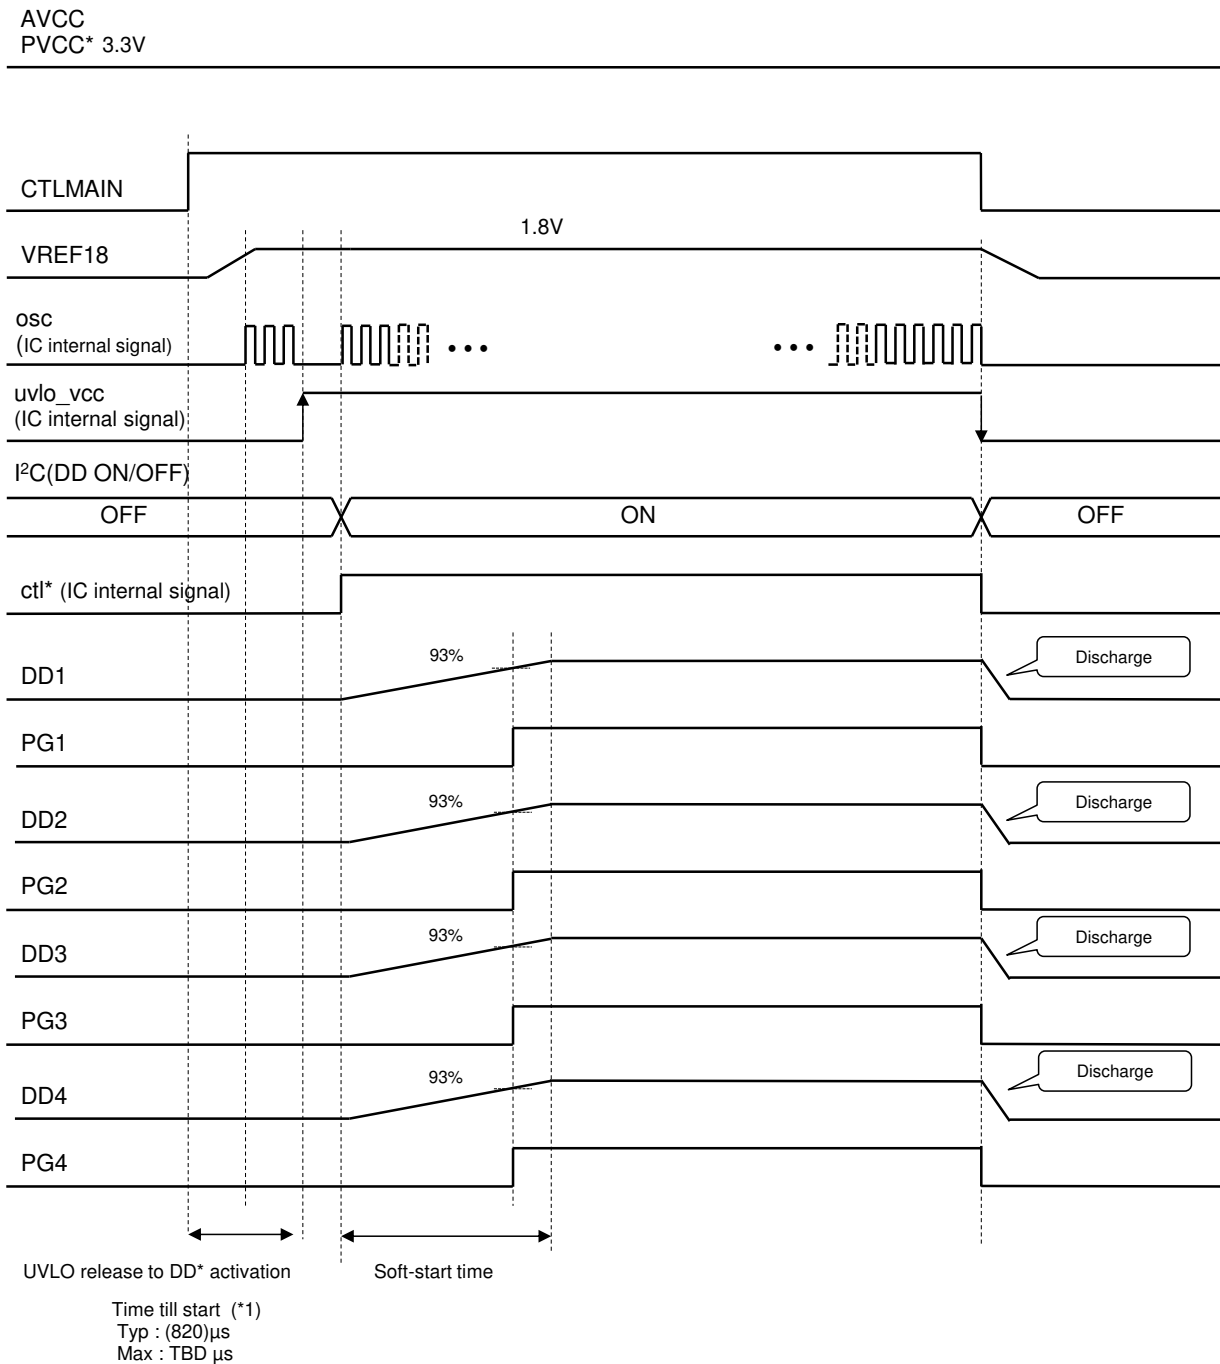 AVCC
PVCC* 3.3V
CTLMAIN
1.8V
VREF18
osc
(IC internal signal)
uvlo_vcc
(IC internal signal)
I²C(DD ON/OFF)
OFF ON OFF
ctl* (IC internal signal)
93% Discharge
DD1
PG1
93% Discharge
DD2
PG2
93% Discharge
DD3
PG3
93% Discharge
DD4
PG4
UVLO release to DD* activation Soft-start time
Time till start (*1)
Typ : (820)µs
Max : TBD µs